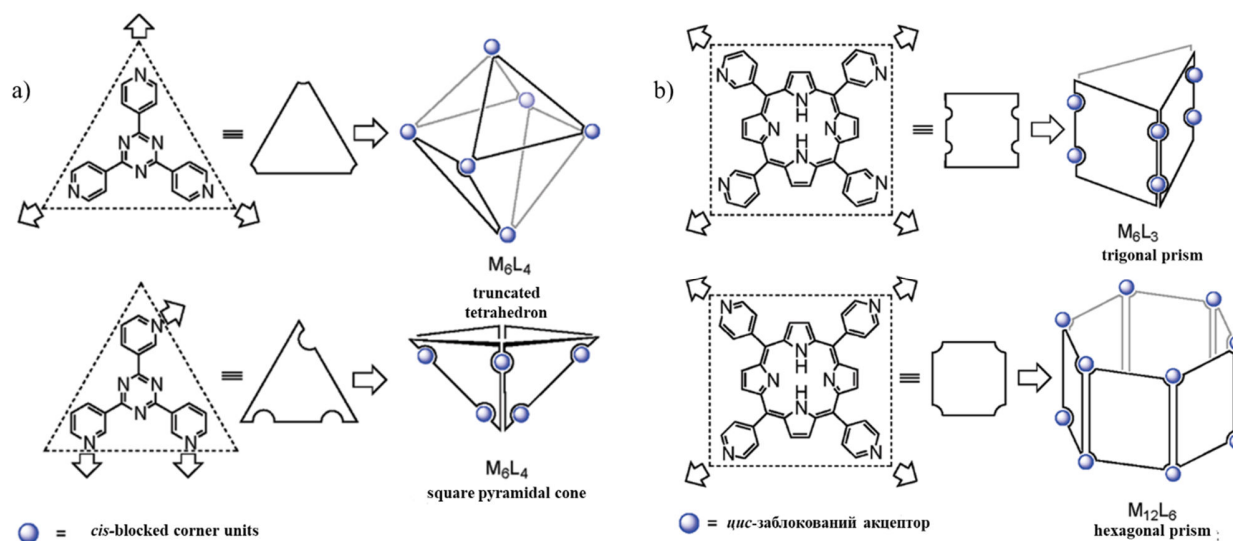 a)
N
N
N
N
N
N
M₆L₄
truncated
tetrahedron
N
N
N
N
N
N
M₆L₄
square pyramidal cone
= cis-blocked corner units
b)
N
N
N
H
N
N
H
N
N
N
M₆L₃
trigonal prism
N
N
N
H
N
N
H
N
N
N
M₁₂L₆
hexagonal prism ;
= цис-заблокований акцептор